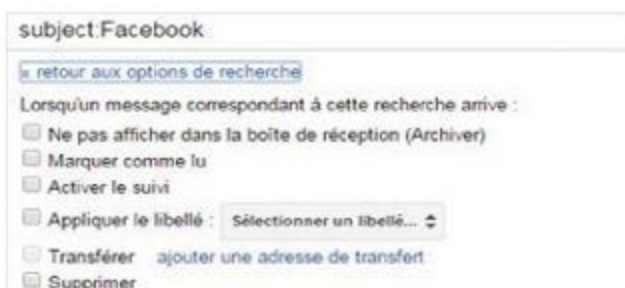 subject:Facebook
« retour aux options de recherche
Lorsqu'un message correspondant à cette recherche arrive :
Ne pas afficher dans la boîte de réception (Archiver)
Marquer comme lu
Activer le suivi
Appliquer le libellé : Sélectionner un libellé...
Transférer ajouter une adresse de transfert
Supprimer